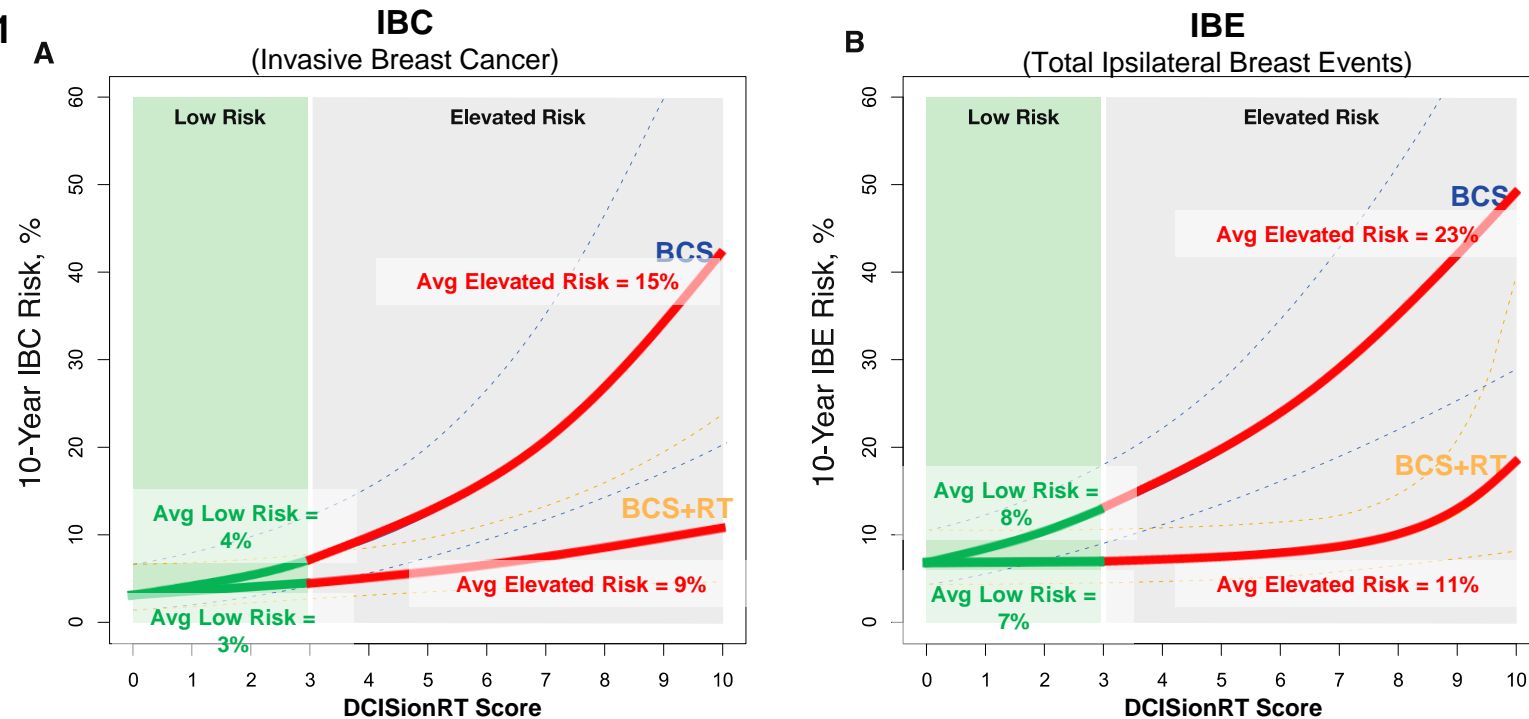 1
A
IBC
(Invasive Breast Cancer)
10-Year IBC Risk, %
60
50
40
30
20
10
0
Low Risk
Elevated Risk
BCS
Avg Elevated Risk = 15%
BCS+RT
Avg Low Risk =
4%
Avg Elevated Risk = 9%
Avg Low Risk =
3%
0 1 2 3 4 5 6 7 8 9 10
DCISionRT Score
B
IBE
(Total Ipsilateral Breast Events)
10-Year IBE Risk, %
60
50
40
30
20
10
0
Low Risk
Elevated Risk
BCS
Avg Elevated Risk = 23%
BCS+RT
Avg Low Risk =
8%
Avg Elevated Risk = 11%
Avg Low Risk =
7%
0 1 2 3 4 5 6 7 8 9 10
DCISionRT Score